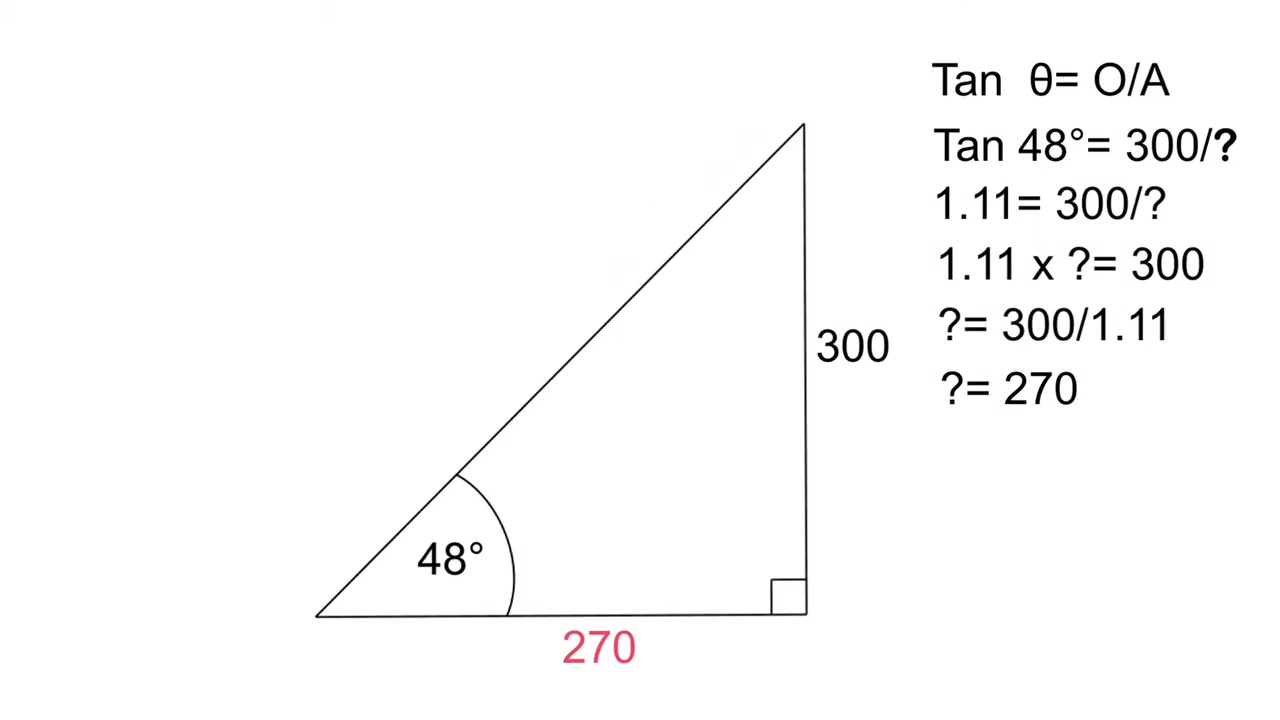 Tan θ= O/A
Tan 48°= 300/?
1.11= 300/?
1.11 x ?= 300
?= 300/1.11
?= 270
300
48°
270